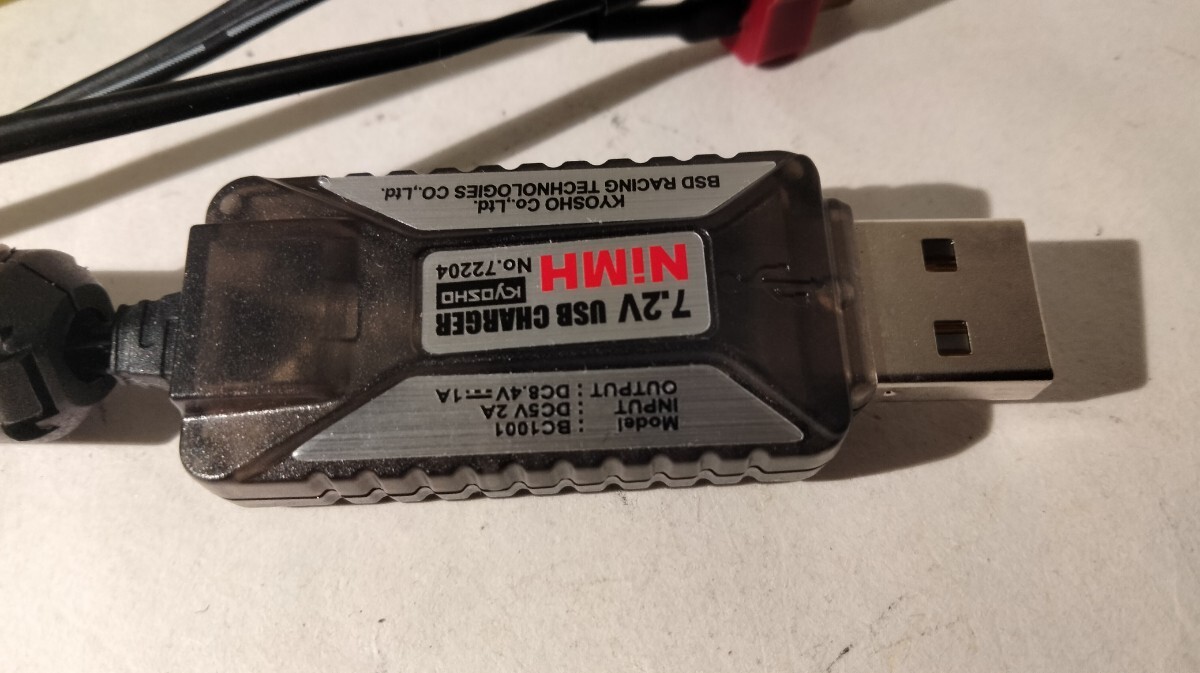 Model : BC1001
INPUT : DC5V 2A
OUTPUT : DC8.4V⎓1A
7.2V USB CHARGER
NiMH KYOSHO
No.72204
KYOSHO Co.,Ltd.
BSD RACING TECHNOLOGIES CO.,Ltd.